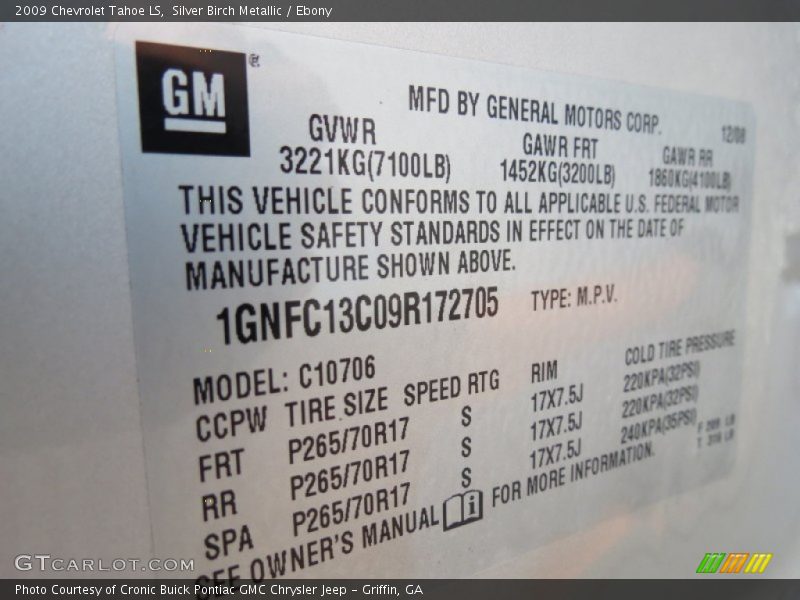 2009 Chevrolet Tahoe LS, Silver Birch Metallic / Ebony
GM®
MFD BY GENERAL MOTORS CORP.
12/08
GVWR GAWR FRT GAWR RR
3221KG(7100LB) 1452KG(3200LB) 1860KG(4100LB)
THIS VEHICLE CONFORMS TO ALL APPLICABLE U.S. FEDERAL MOTOR
VEHICLE SAFETY STANDARDS IN EFFECT ON THE DATE OF
MANUFACTURE SHOWN ABOVE.
1GNFC13C09R172705 TYPE: M.P.V.
MODEL: C10706
CCPW TIRE SIZE SPEED RTG RIM COLD TIRE PRESSURE
FRT P265/70R17 S 17X7.5J 220KPA(32PSI)
RR P265/70R17 S 17X7.5J 220KPA(32PSI)
SPA P265/70R17 S 17X7.5J 240KPA(35PSI)
SEE OWNER'S MANUAL FOR MORE INFORMATION.
GTCARLOT.COM
Photo Courtesy of Cronic Buick Pontiac GMC Chrysler Jeep – Griffin, GA